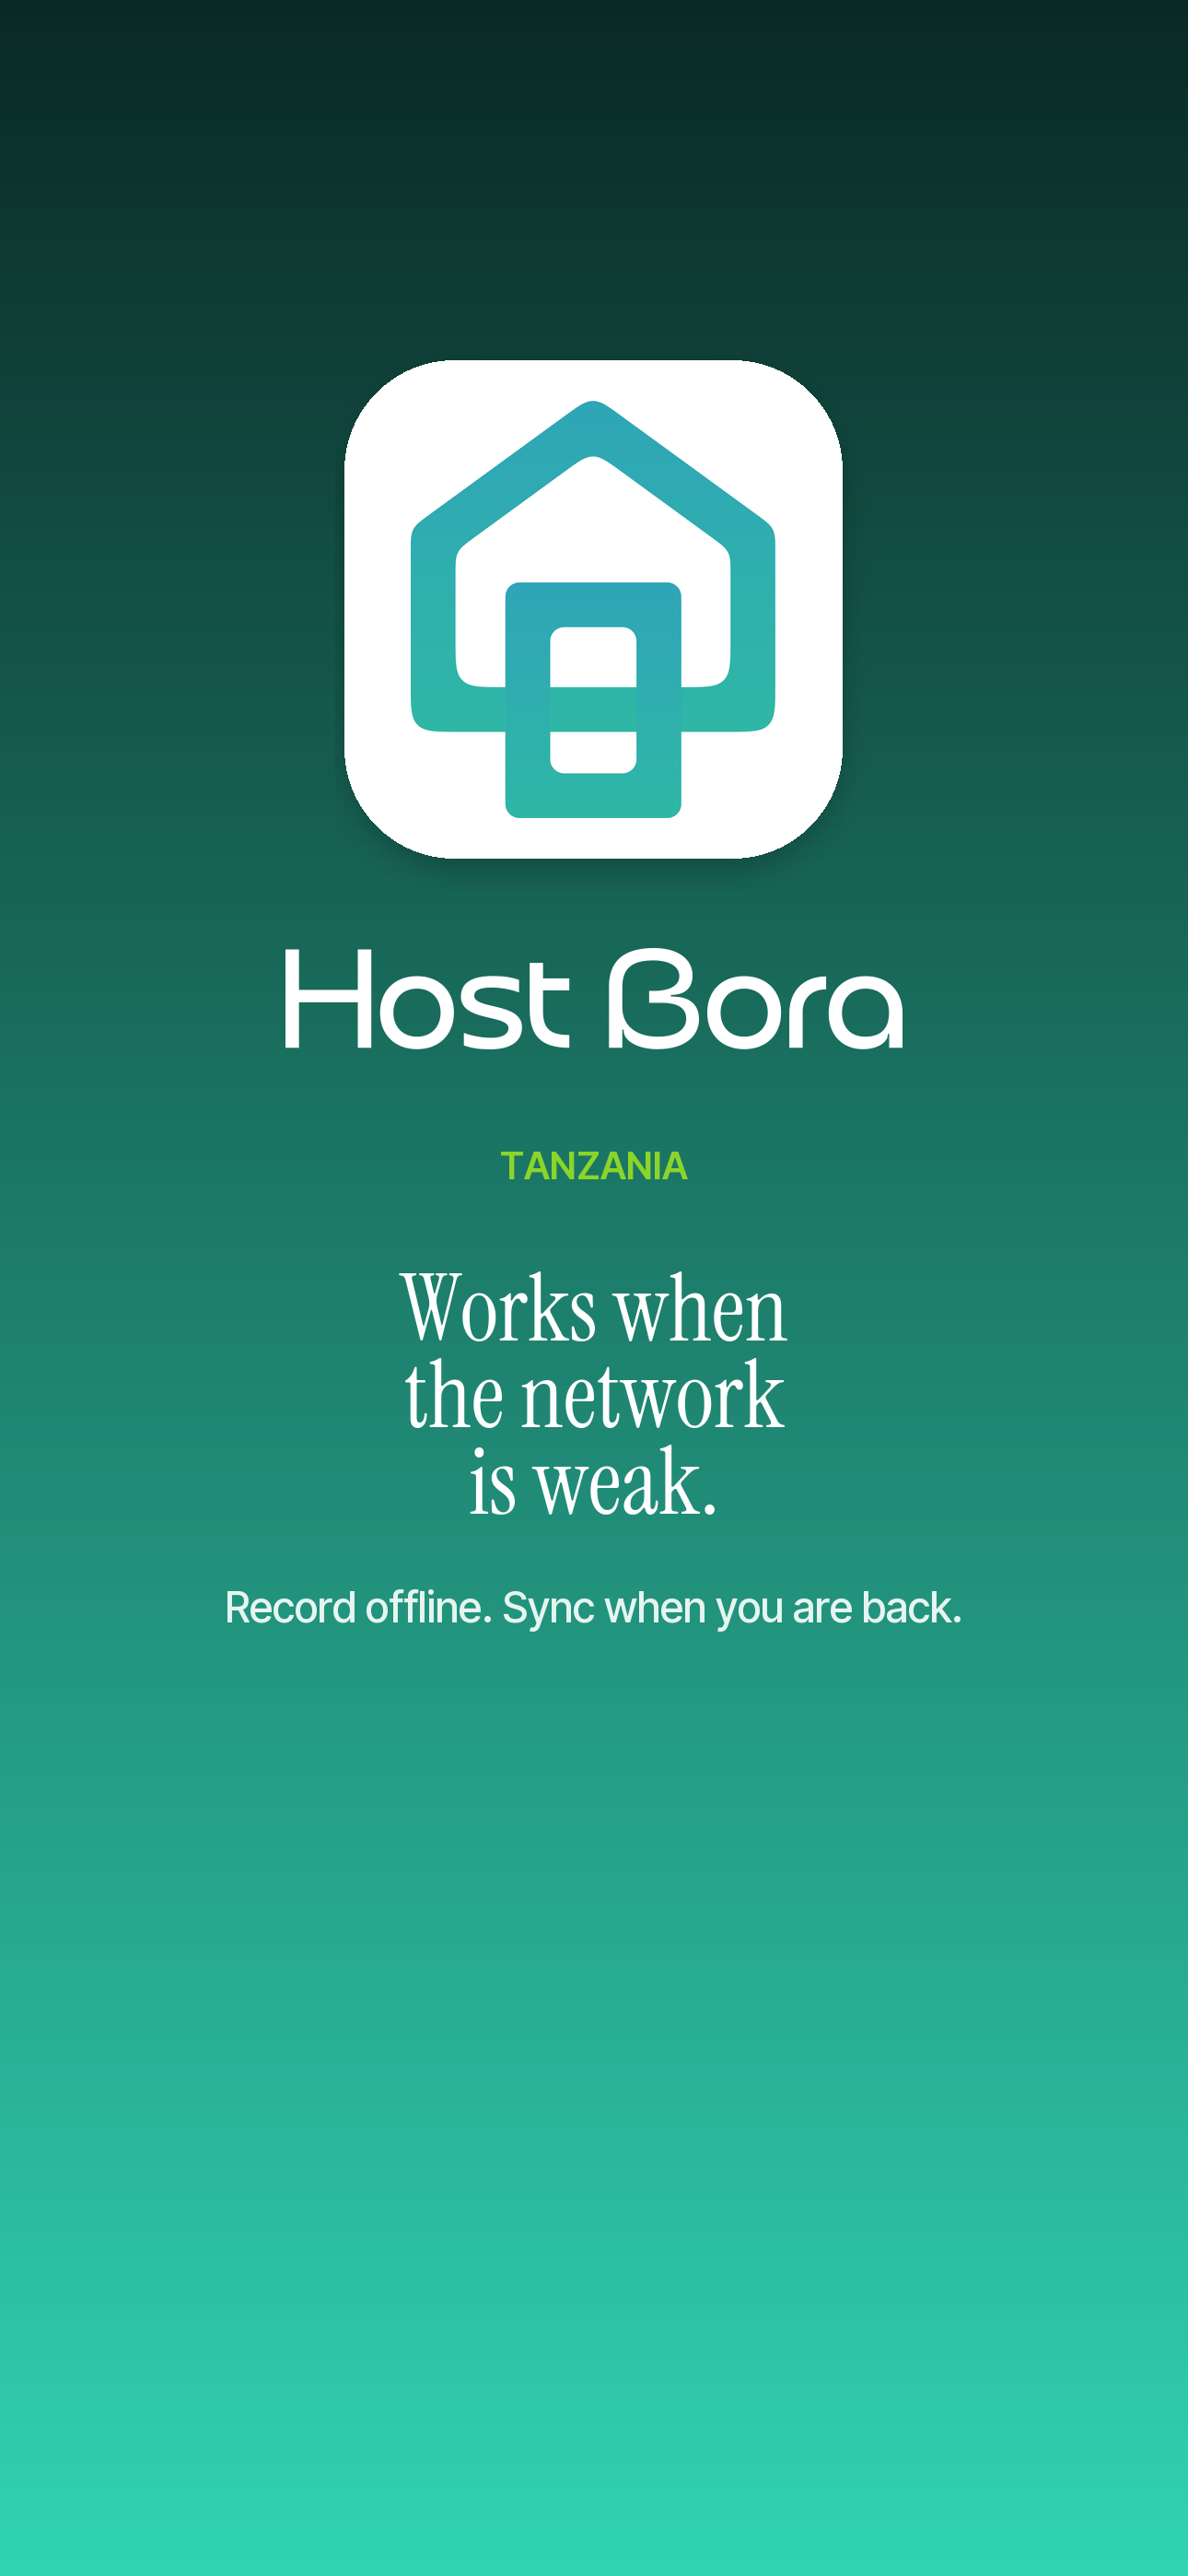 Host Bora
TANZANIA
Works when
the network
is weak.
Record offline. Sync when you are back.